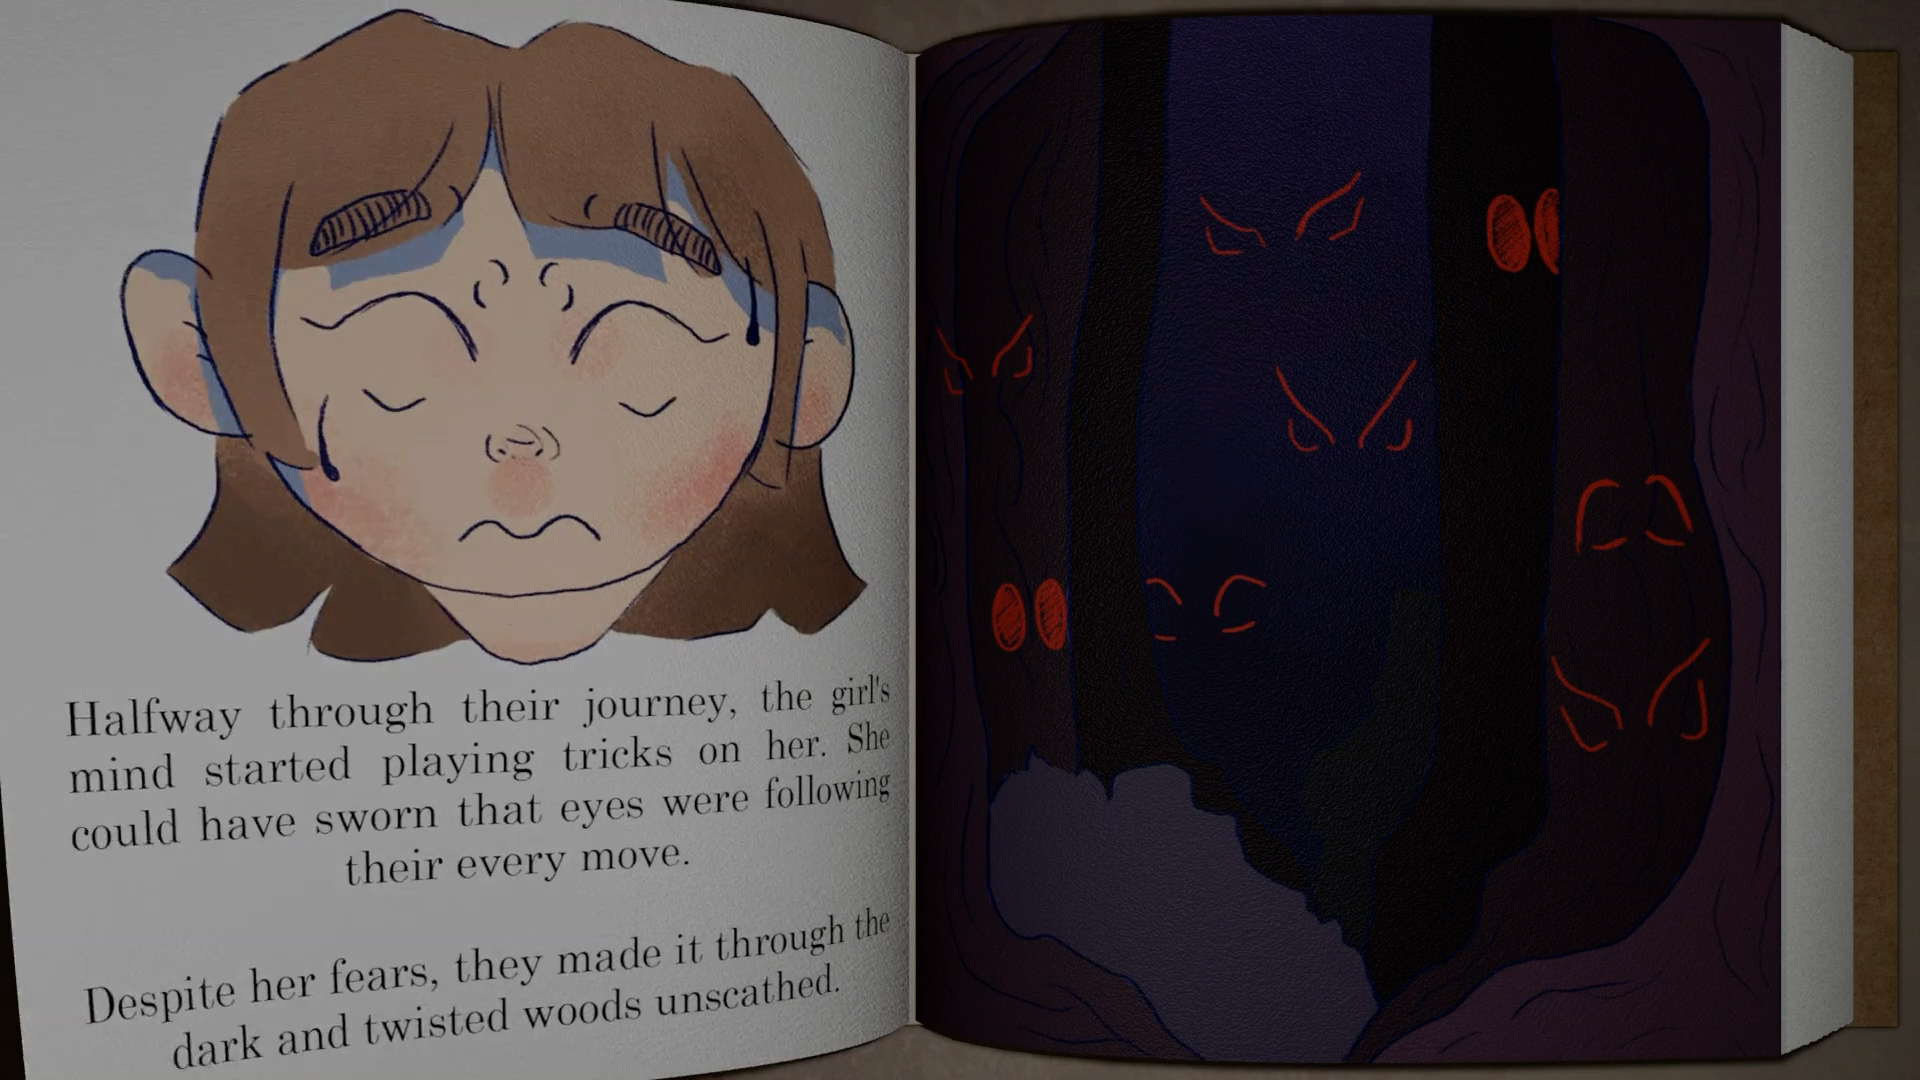 Halfway through their journey, the girl's
mind started playing tricks on her. She
could have sworn that eyes were following
their every move.
Despite her fears, they made it through the
dark and twisted woods unscathed.